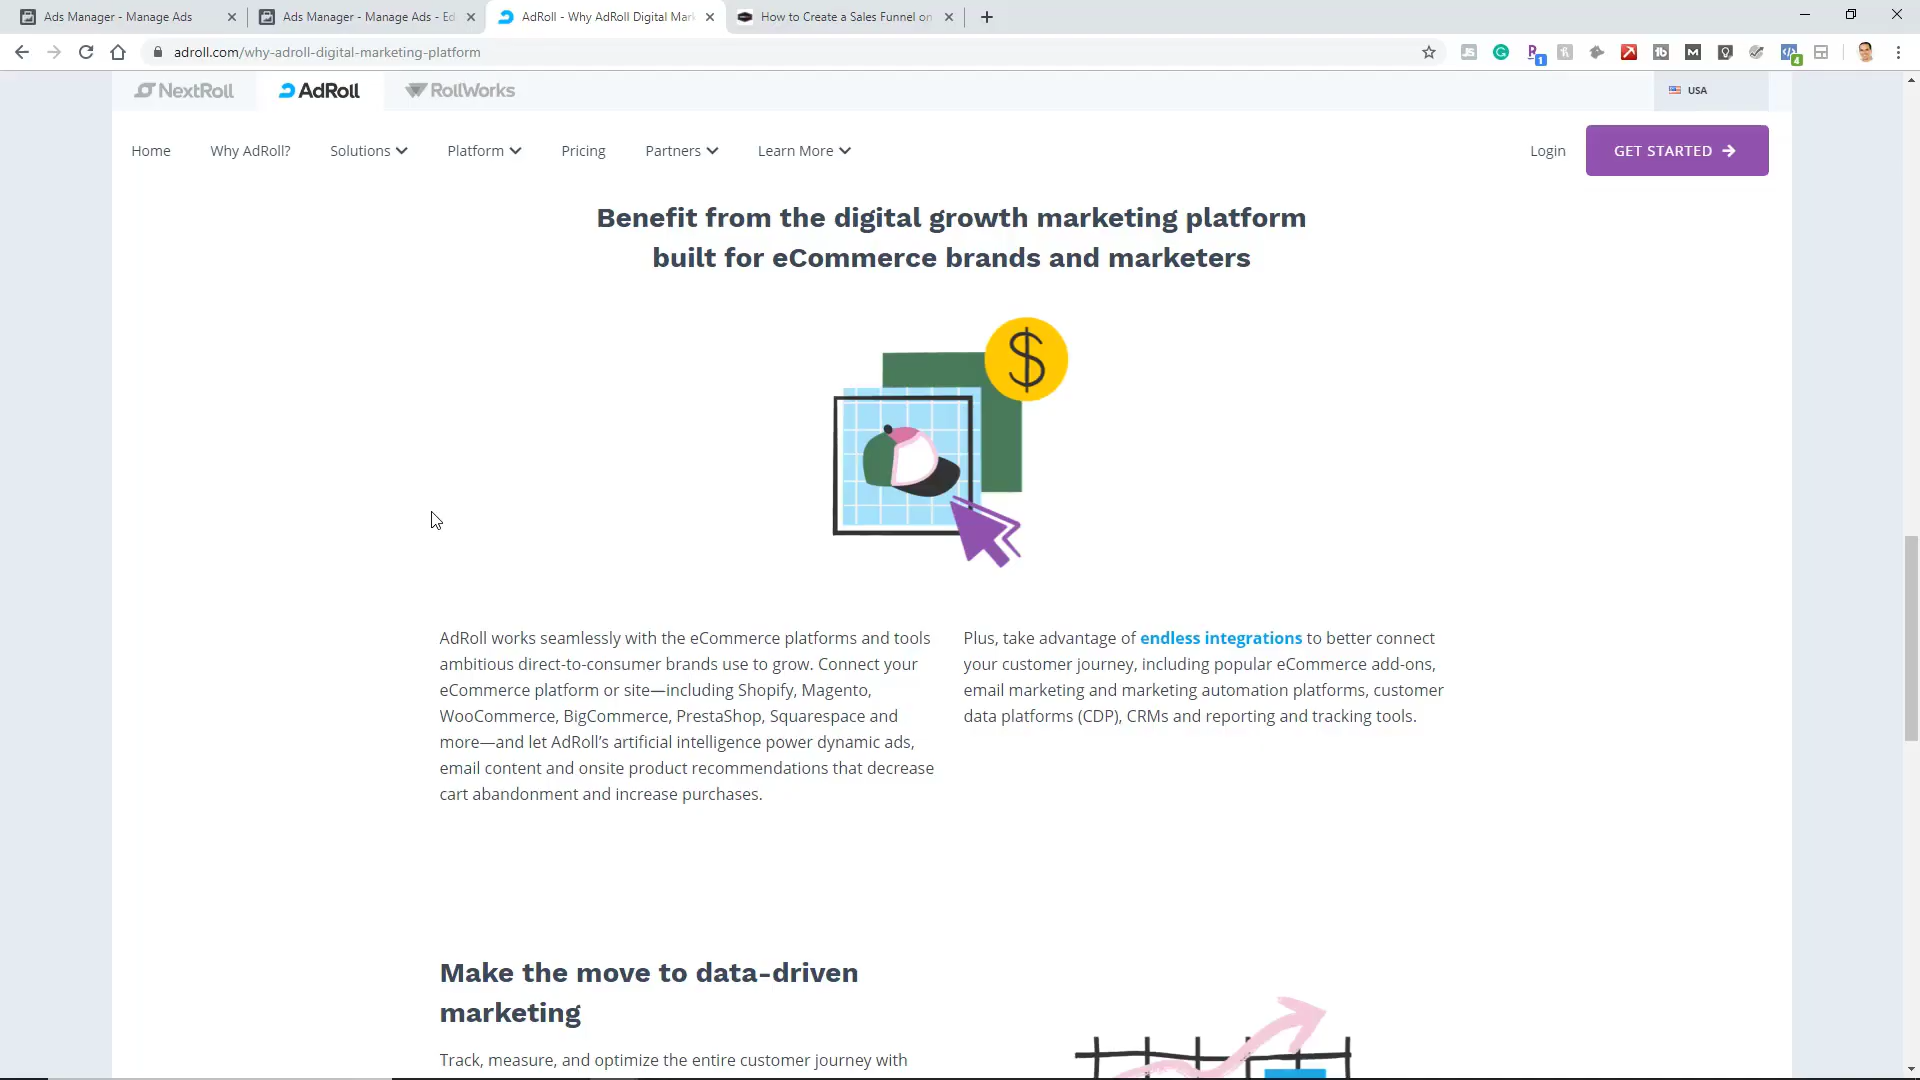 Ads Manager - Manage Ads
Ads Manager - Manage Ads - Ed
AdRoll - Why AdRoll Digital Mar
How to Create a Sales Funnel on
adroll.com/why-adroll-digital-marketing-platform
NextRoll
AdRoll
RollWorks
USA
Home
Why AdRoll?
Solutions
Platform
Pricing
Partners
Learn More
Login
GET STARTED
Benefit from the digital growth marketing platform
built for eCommerce brands and marketers
$
AdRoll works seamlessly with the eCommerce platforms and tools
ambitious direct-to-consumer brands use to grow. Connect your
eCommerce platform or site—including Shopify, Magento,
WooCommerce, BigCommerce, PrestaShop, Squarespace and
more—and let AdRoll’s artificial intelligence power dynamic ads,
email content and onsite product recommendations that decrease
cart abandonment and increase purchases.
Plus, take advantage of endless integrations to better connect
your customer journey, including popular eCommerce add-ons,
email marketing and marketing automation platforms, customer
data platforms (CDP), CRMs and reporting and tracking tools.
Make the move to data-driven
marketing
Track, measure, and optimize the entire customer journey with